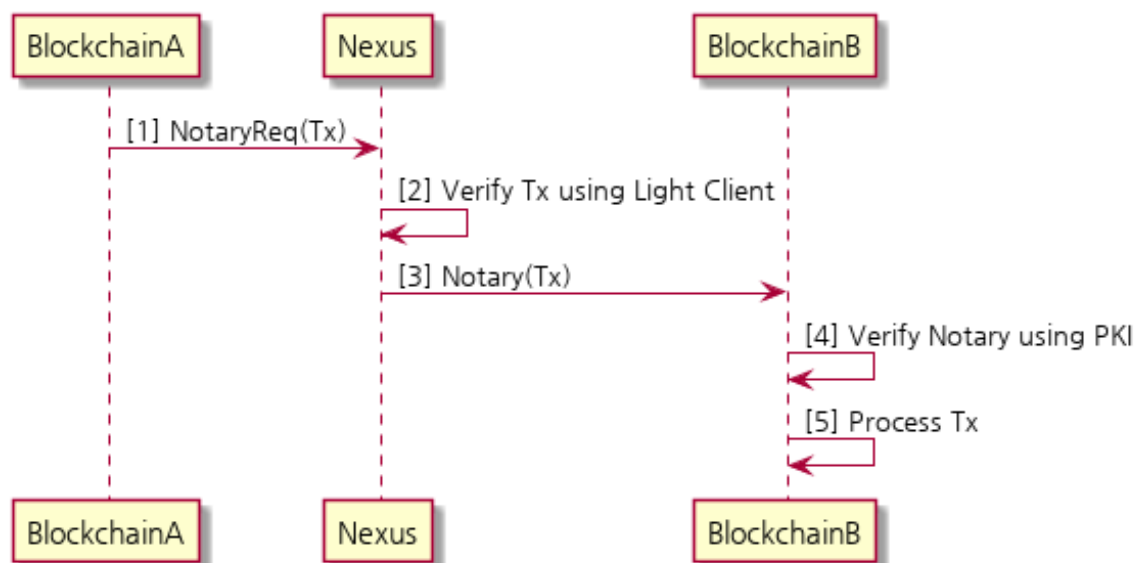 BlockchainA
Nexus
BlockchainB
[1] NotaryReq(Tx)
[2] Verify Tx using Light Client
[3] Notary(Tx)
[4] Verify Notary using PKI
[5] Process Tx
BlockchainA
Nexus
BlockchainB